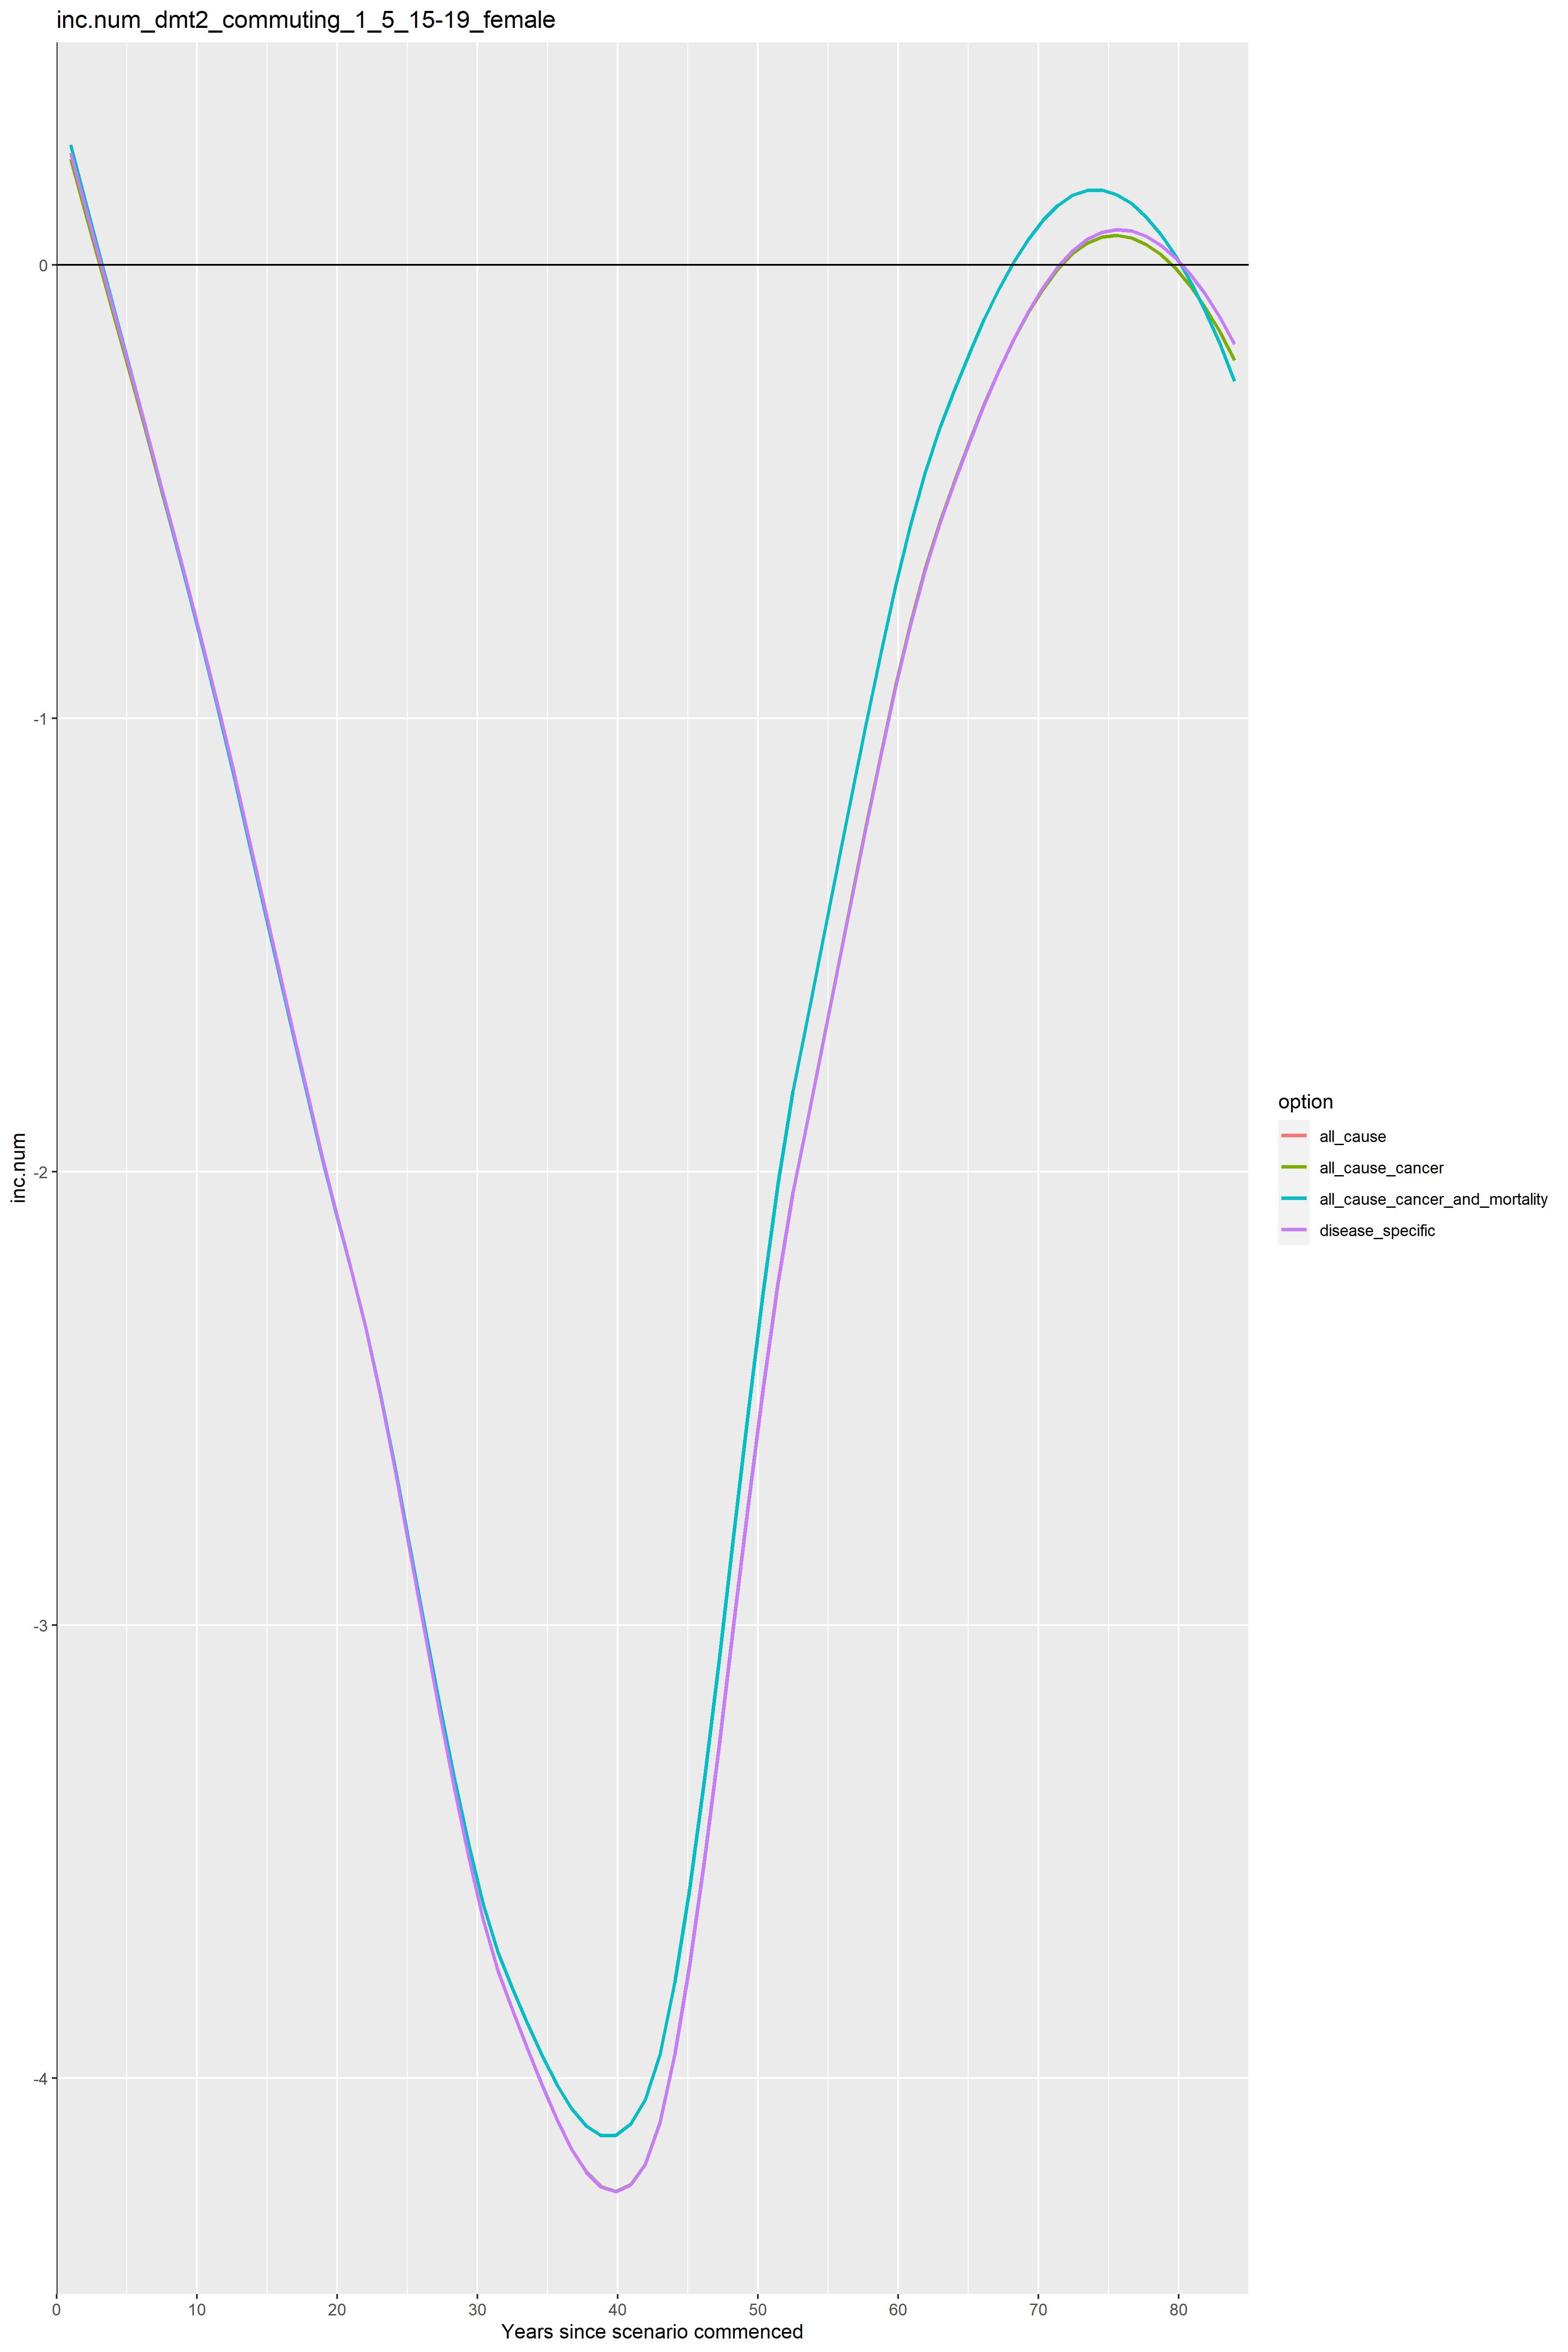 inc.num_dmt2_commuting_1_5_15-19_female
0
-1
-2
-3
-4
inc.num
0 10 20 30 40 50 60 70 80
Years since scenario commenced
option
all_cause
all_cause_cancer
all_cause_cancer_and_mortality
disease_specific